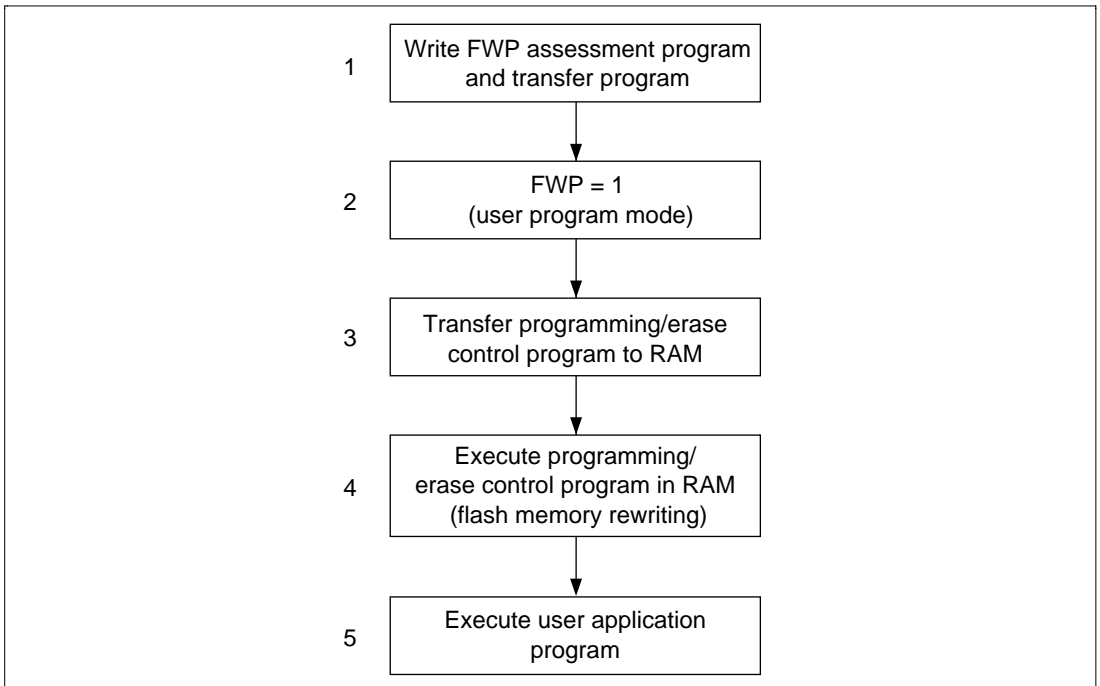 1
Write FWP assessment program
and transfer program
2
FWP = 1
(user program mode)
3
Transfer programming/erase
control program to RAM
4
Execute programming/
erase control program in RAM
(flash memory rewriting)
5
Execute user application
program